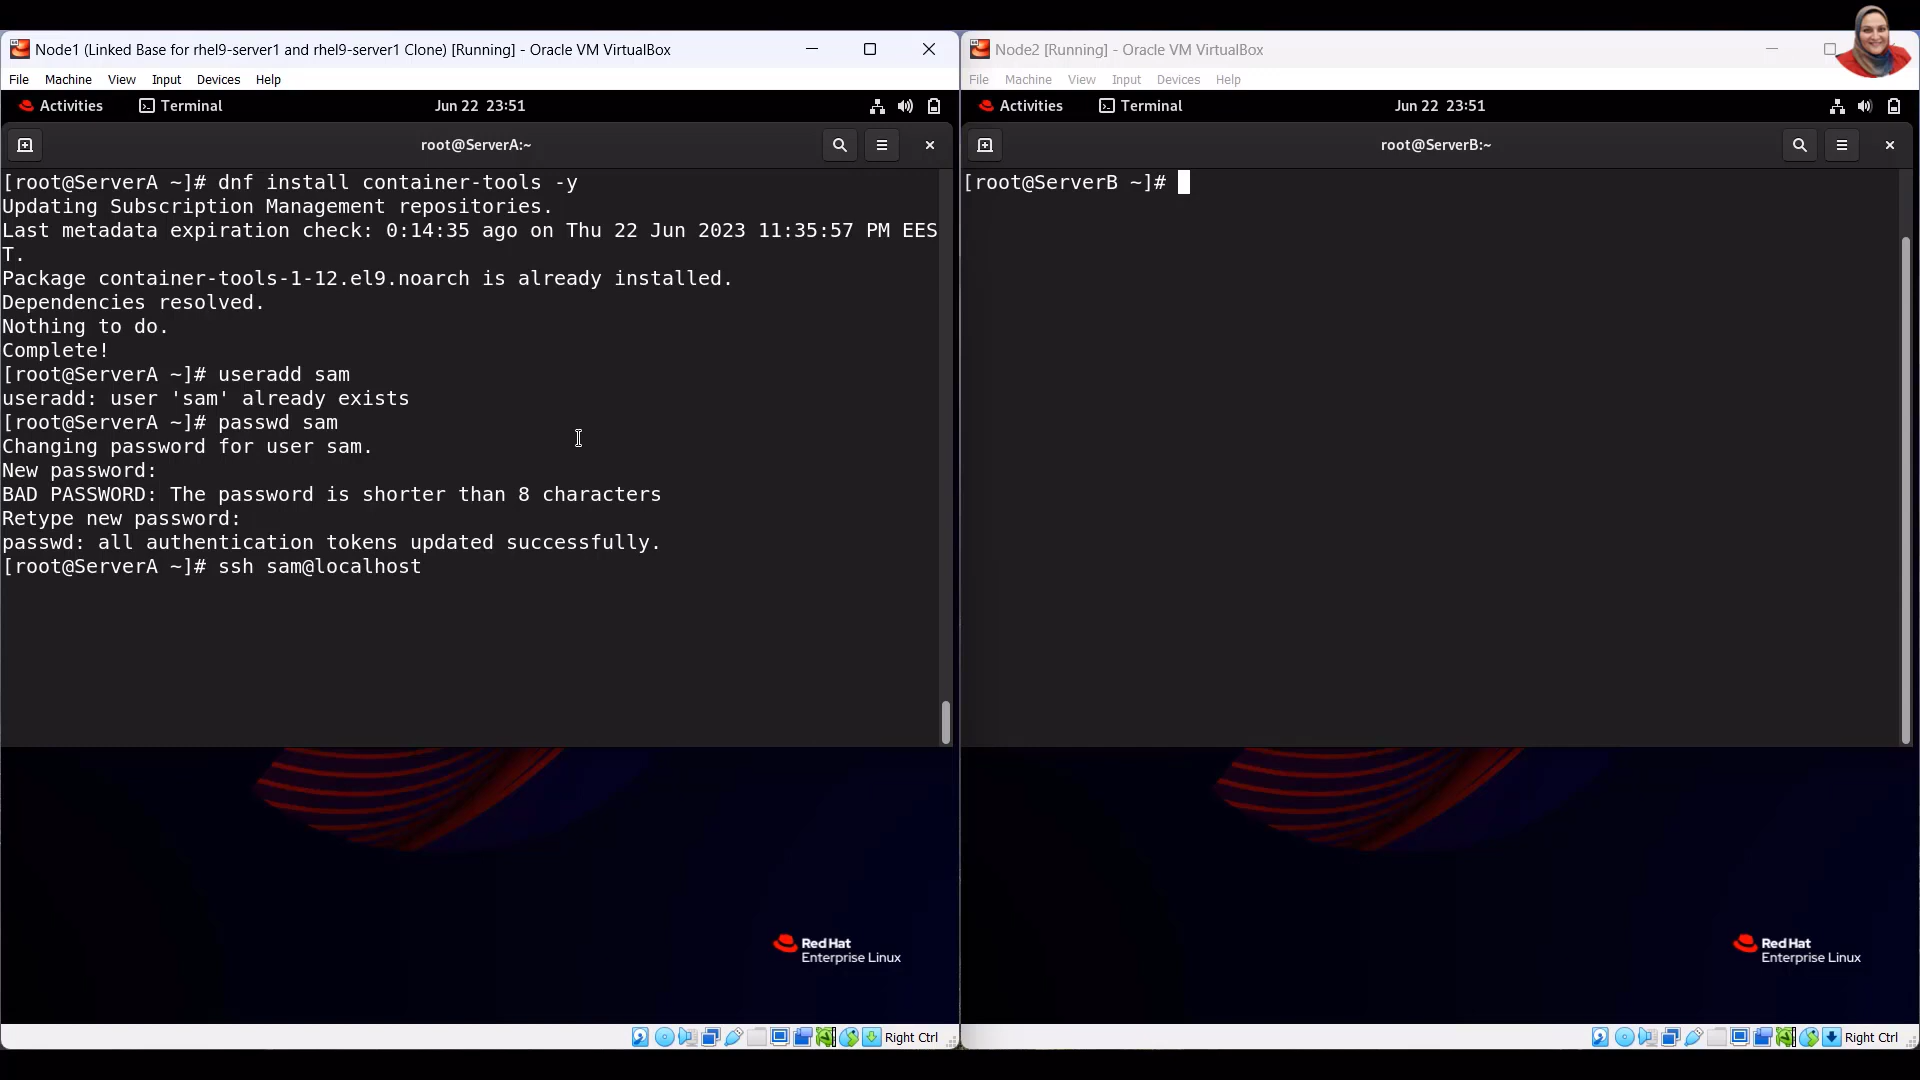 Node1 (Linked Base for rhel9-server1 and rhel9-server1 Clone) [Running] - Oracle VM VirtualBox
File Machine View Input Devices Help
Activities Terminal Jun 22 23:51
root@ServerA:~
[root@ServerA ~]# dnf install container-tools -y
Updating Subscription Management repositories.
Last metadata expiration check: 0:14:35 ago on Thu 22 Jun 2023 11:35:57 PM EES
T.
Package container-tools-1-12.el9.noarch is already installed.
Dependencies resolved.
Nothing to do.
Complete!
[root@ServerA ~]# useradd sam
useradd: user 'sam' already exists
[root@ServerA ~]# passwd sam
Changing password for user sam.
New password:
BAD PASSWORD: The password is shorter than 8 characters
Retype new password:
passwd: all authentication tokens updated successfully.
[root@ServerA ~]# ssh sam@localhost
Red Hat
Enterprise Linux
Right Ctrl
Node2 [Running] - Oracle VM VirtualBox
File Machine View Input Devices Help
Activities Terminal Jun 22 23:51
root@ServerB:~
[root@ServerB ~]#
Red Hat
Enterprise Linux
Right Ctrl